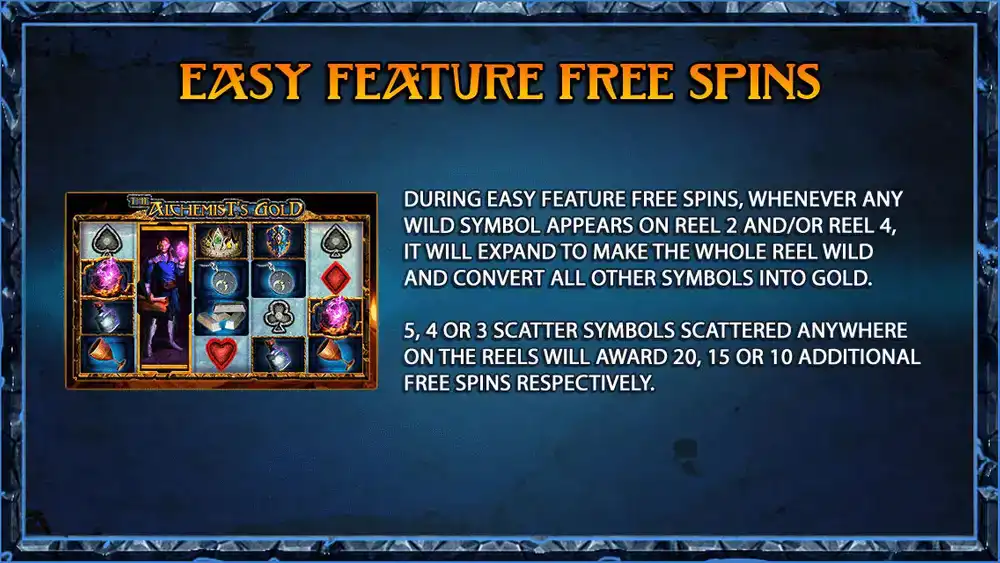 EASY FEATURE FREE SPINS
THE ALCHEMIST'S GOLD
DURING EASY FEATURE FREE SPINS, WHENEVER ANY
WILD SYMBOL APPEARS ON REEL 2 AND/OR REEL 4,
IT WILL EXPAND TO MAKE THE WHOLE REEL WILD
AND CONVERT ALL OTHER SYMBOLS INTO GOLD.
5, 4 OR 3 SCATTER SYMBOLS SCATTERED ANYWHERE
ON THE REELS WILL AWARD 20, 15 OR 10 ADDITIONAL
FREE SPINS RESPECTIVELY.